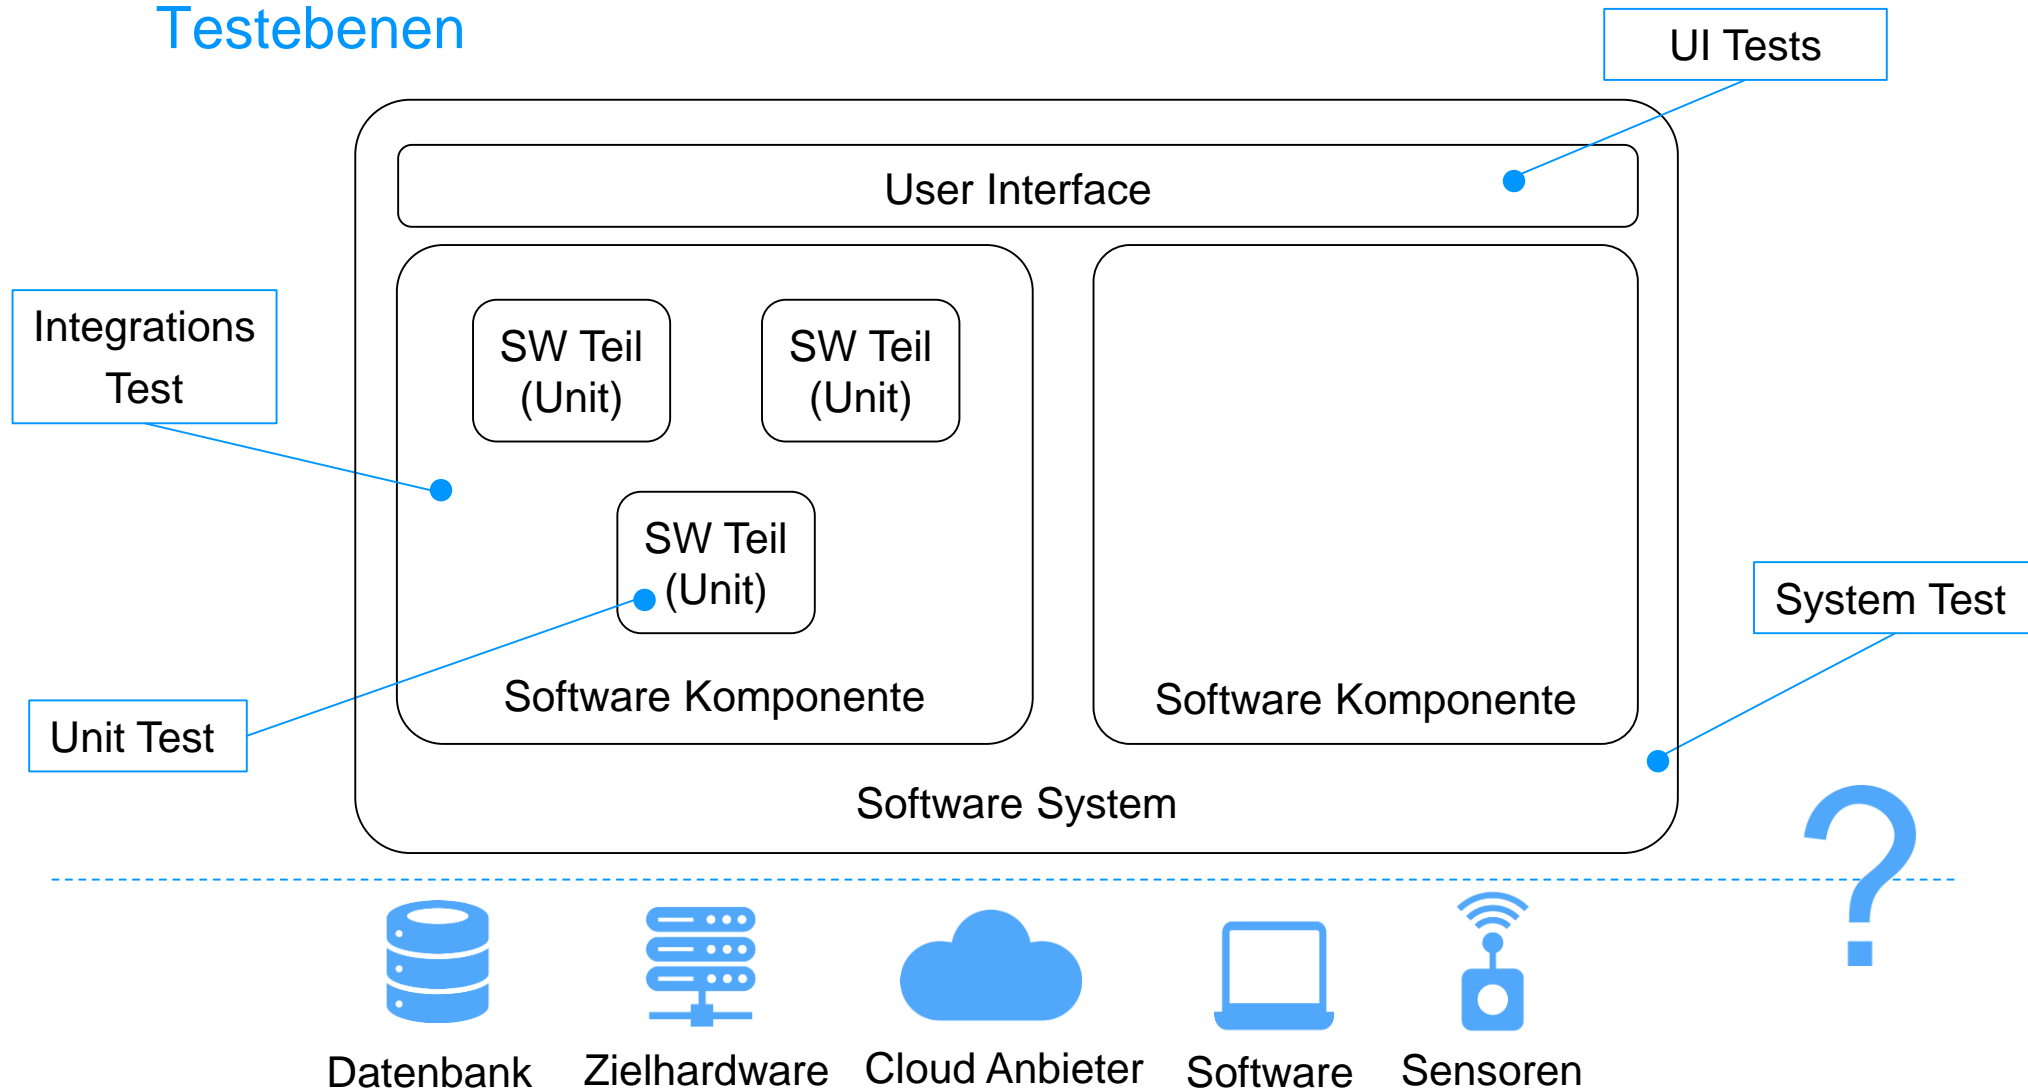 Testebenen
UI Tests
User Interface
Integrations
Test
SW Teil
(Unit)
SW Teil
(Unit)
SW Teil
(Unit)
System Test
Software Komponente
Software Komponente
Unit Test
Software System
?
Datenbank
Zielhardware
Cloud Anbieter
Software
Sensoren